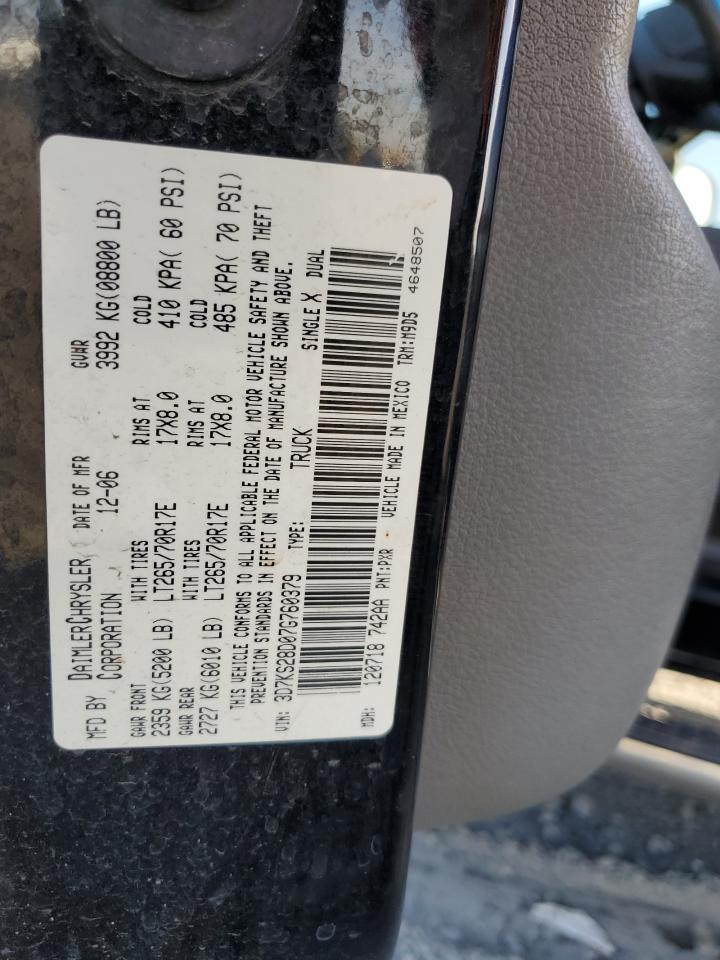 MFD BY DAIMLERCHRYSLER CORPORATION
DATE OF MFR 12-06
GVWR 3992 KG(08800 LB)
GAWR FRONT WITH TIRES RIMS AT COLD
2359 KG(5200 LB) LT265/70R17E 17X8.0 410 KPA( 60 PSI)
GAWR REAR WITH TIRES RIMS AT COLD
2727 KG(6010 LB) LT265/70R17E 17X8.0 485 KPA( 70 PSI)
THIS VEHICLE CONFORMS TO ALL APPLICABLE FEDERAL MOTOR VEHICLE SAFETY AND THEFT
PREVENTION STANDARDS IN EFFECT ON THE DATE OF MANUFACTURE SHOWN ABOVE.
VIN: 3D7KS28D07G760379 TYPE: TRUCK SINGLE X DUAL
MDH: 120718 742AA PNT:PXR VEHICLE MADE IN MEXICO TRM:M9D5
4648507